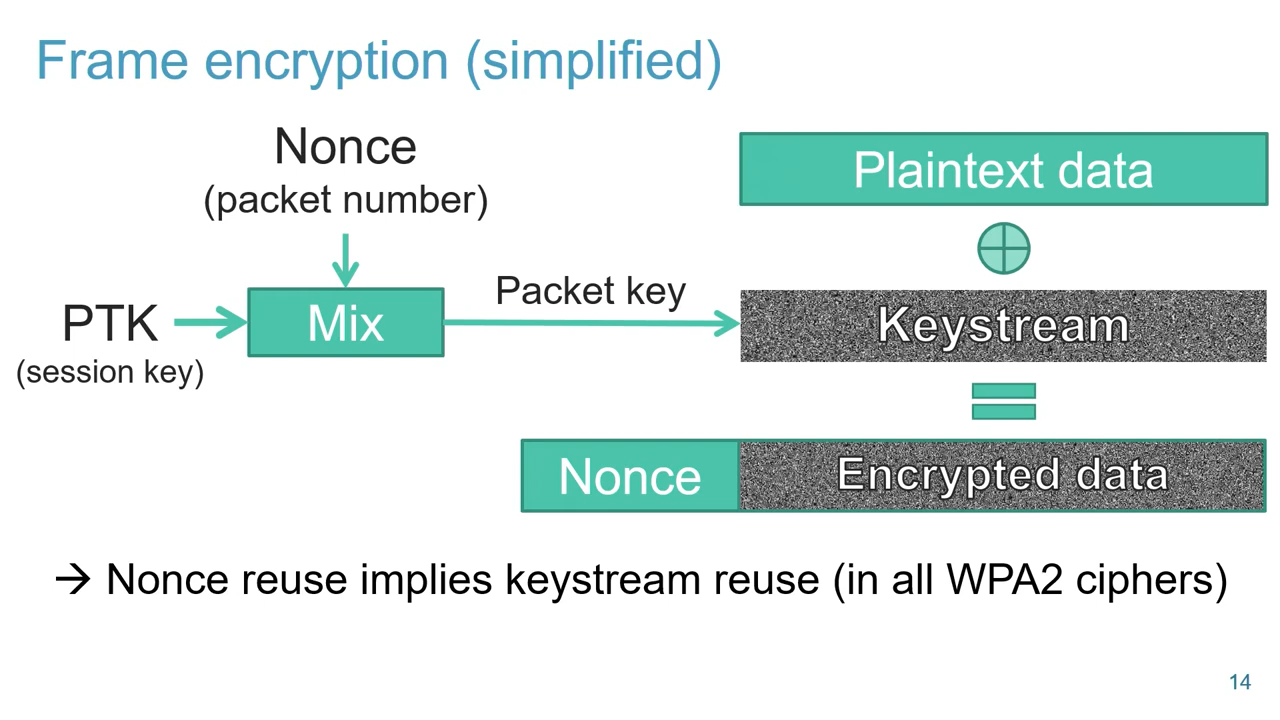 Frame encryption (simplified)
Nonce
(packet number)
Plaintext data
PTK
(session key)
Mix
Packet key
Keystream
Nonce
Encrypted data
→ Nonce reuse implies keystream reuse (in all WPA2 ciphers)
14